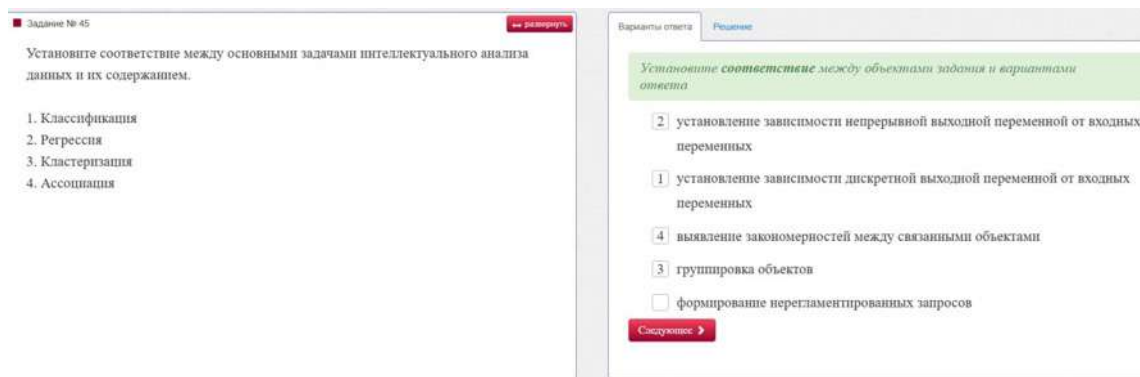 Задание № 45
развернуть
Установите соответствие между основными задачами интеллектуального анализа
данных и их содержанием.
1. Классификация
2. Регрессия
3. Кластеризация
4. Ассоциация
Варианты ответа
Решение
Установите соответствие между объектами задания и вариантами
ответа
2 установление зависимости непрерывной выходной переменной от входных
переменных
1 установление зависимости дискретной выходной переменной от входных
переменных
4 выявление закономерностей между связанными объектами
3 группировка объектов
формирование нерегламентированных запросов
Следующее